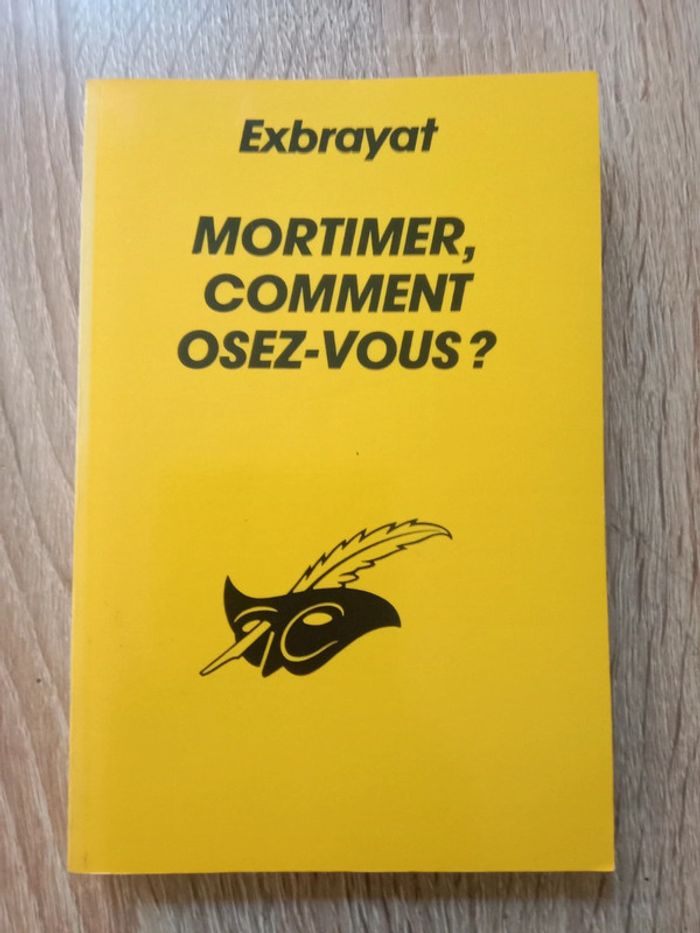 Exbrayat
MORTIMER,
COMMENT
OSEZ-VOUS ?